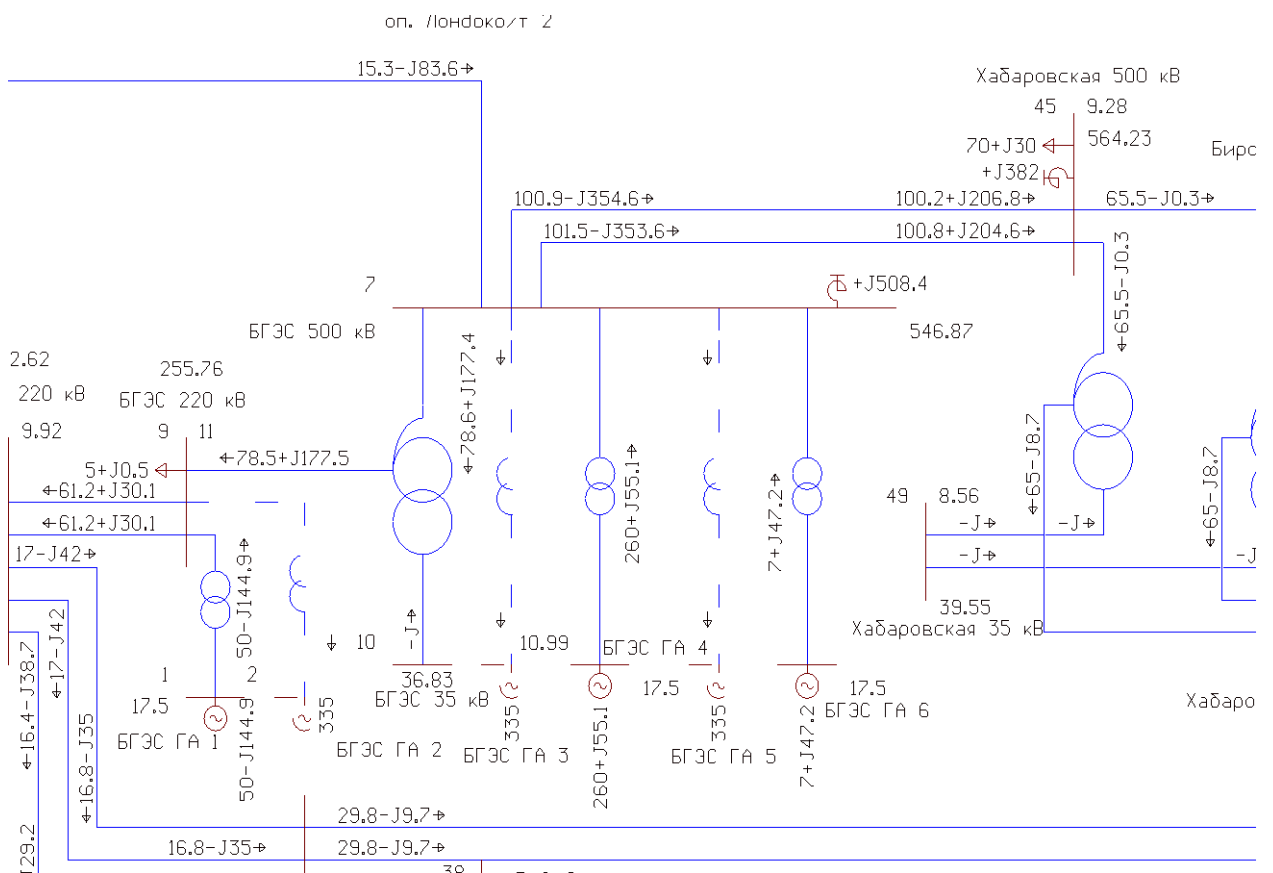 оп. Лондоко/т 2
15.3-J83.6→
Хабаровская 500 кВ
45 9.28
70+J30
564.23
+J382
100.9-J354.6→
100.2+J206.8→
65.5-J0.3→
101.5-J353.6→
100.8+J204.6→
←65.5-J0.3
7
+J508.4
БГЭС 500 кВ
546.87
2.62
255.76
220 кВ
БГЭС 220 кВ
←78.6+J177.4
9.92
9 11
5+J0.5
←78.5+J177.5
←61.2+J30.1
←61.2+J30.1
17-J42→
50-J144.9→
260+J55.1→
7+J47.2→
←65-J8.7
←65-J8.7
49 8.56
-J→
-J→
-J→
39.55
Хабаровская 35 кВ
←16.4-J38.7
←17-J42
←16.8-J35
1 2
17.5
БГЭС ГА 1
50-J144.9
335
БГЭС ГА 2
10
-J→
36.83
БГЭС 35 кВ
10.99
335
БГЭС ГА 3
БГЭС ГА 4
260+J55.1
17.5
335
БГЭС ГА 5
17.5
БГЭС ГА 6
7+J47.2
29.8-J9.7→
16.8-J35→
29.8-J9.7→